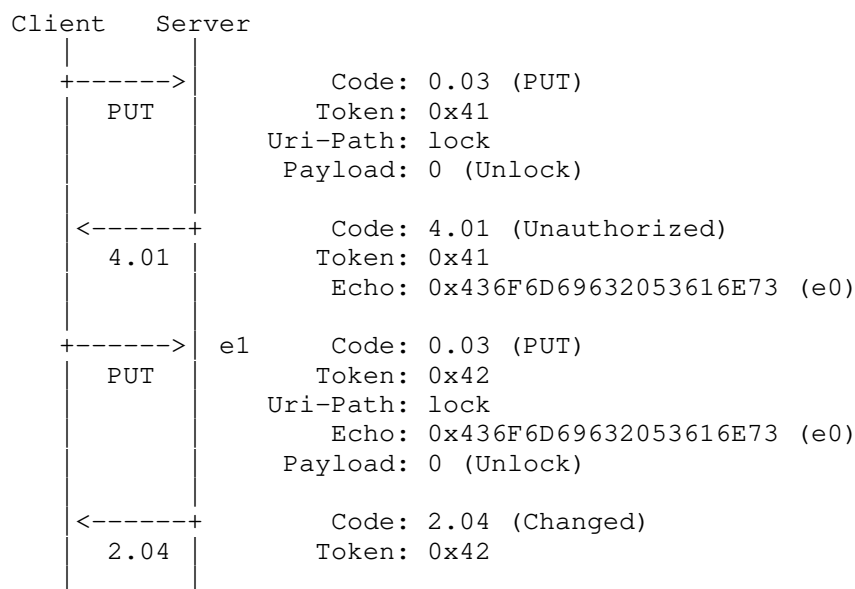 Client Server
+------>| Code: 0.03 (PUT)
| PUT | Token: 0x41
| | Uri-Path: lock
| | Payload: 0 (Unlock)
|<------+ Code: 4.01 (Unauthorized)
| 4.01 | Token: 0x41
| | Echo: 0x436F6D69632053616E73 (e0)
+------>| e1 Code: 0.03 (PUT)
| PUT | Token: 0x42
| | Uri-Path: lock
| | Echo: 0x436F6D69632053616E73 (e0)
| | Payload: 0 (Unlock)
|<------+ Code: 2.04 (Changed)
| 2.04 | Token: 0x42